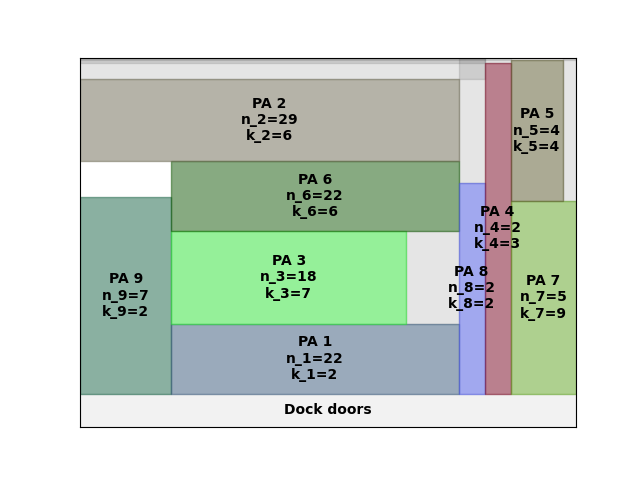 PA 2
n_2=29
k_2=6
PA 5
n_5=4
k_5=4
PA 6
n_6=22
k_6=6
PA 4
n_4=2
k_4=3
PA 3
n_3=18
k_3=7
PA 9
n_9=7
k_9=2
PA 8
n_8=2
k_8=2
PA 7
n_7=5
k_7=9
PA 1
n_1=22
k_1=2
Dock doors